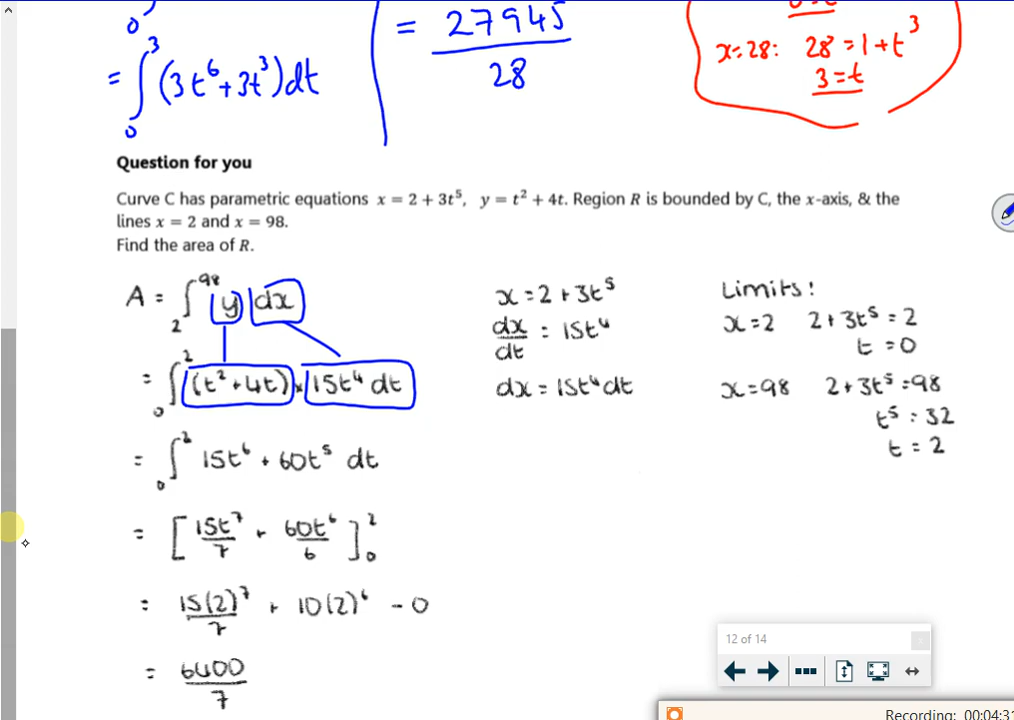 0
= 27945
28
= ∫₀³ (3t⁶+3t³)dt
x=28: 28=1+t³
3=t
Question for you
Curve C has parametric equations x = 2 + 3t⁵, y = t² + 4t. Region R is bounded by C, the x-axis, & the
lines x = 2 and x = 98.
Find the area of R.
A = ∫₂⁹⁸ y dx
= ∫₀² (t²+4t) × 15t⁴ dt
= ∫₀² 15t⁶ + 60t⁵ dt
= [15t⁷/7 + 60t⁶/6]₀²
= 15(2)⁷/7 + 10(2)⁶ - 0
= 6400/7
x = 2 + 3t⁵
dx/dt = 15t⁴
dx = 15t⁴dt
Limits!
x=2 2+3t⁵ = 2
t = 0
x=98 2+3t⁵ = 98
t⁵ = 32
t = 2
12 of 14
Recording: 00:04:31